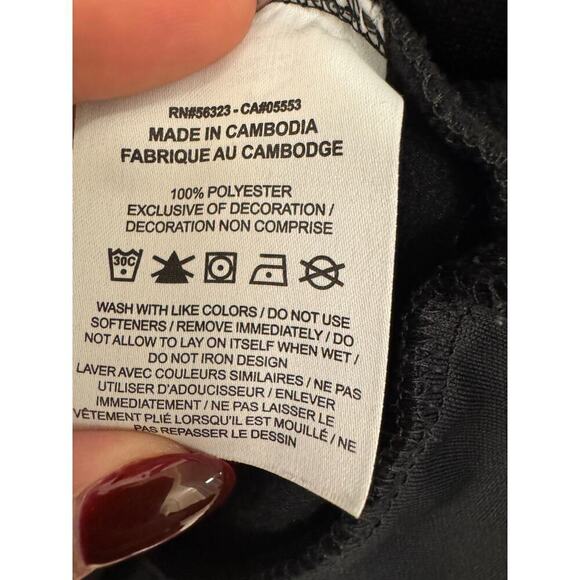 RN#56323 - CA#05553
MADE IN CAMBODIA
FABRIQUE AU CAMBODGE
100% POLYESTER
EXCLUSIVE OF DECORATION /
DECORATION NON COMPRISE
30C
WASH WITH LIKE COLORS / DO NOT USE
SOFTENERS / REMOVE IMMEDIATELY / DO
NOT ALLOW TO LAY ON ITSELF WHEN WET /
DO NOT IRON DESIGN
LAVER AVEC COULEURS SIMILAIRES / NE PAS
UTILISER D'ADOUCISSEUR / ENLEVER
IMMEDIATEMENT / NE PAS LAISSER LE
VÊTEMENT PLIÉ LORSQU'IL EST MOUILLÉ / NE
PAS REPASSER LE DESSIN